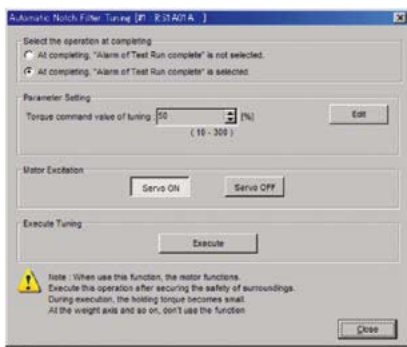 Automatic Notch Filter Tuning [#1 : RS1A01A ]
Select the operation at completing
At completing, "Alarm of Test Run complete" is not selected.
At completing, "Alarm of Test Run complete" is selected.
Parameter Setting
Torque command value of tuning : 50 [%] Edit
( 10 - 300 )
Motor Excitation
Servo ON Servo OFF
Execute Tuning
Execute
Note : When use this function, the motor functions.
Execute this operation after securing the safety of surroundings.
During execution, the holding torque becomes small.
At the weight axis and so on, don't use the function
Close